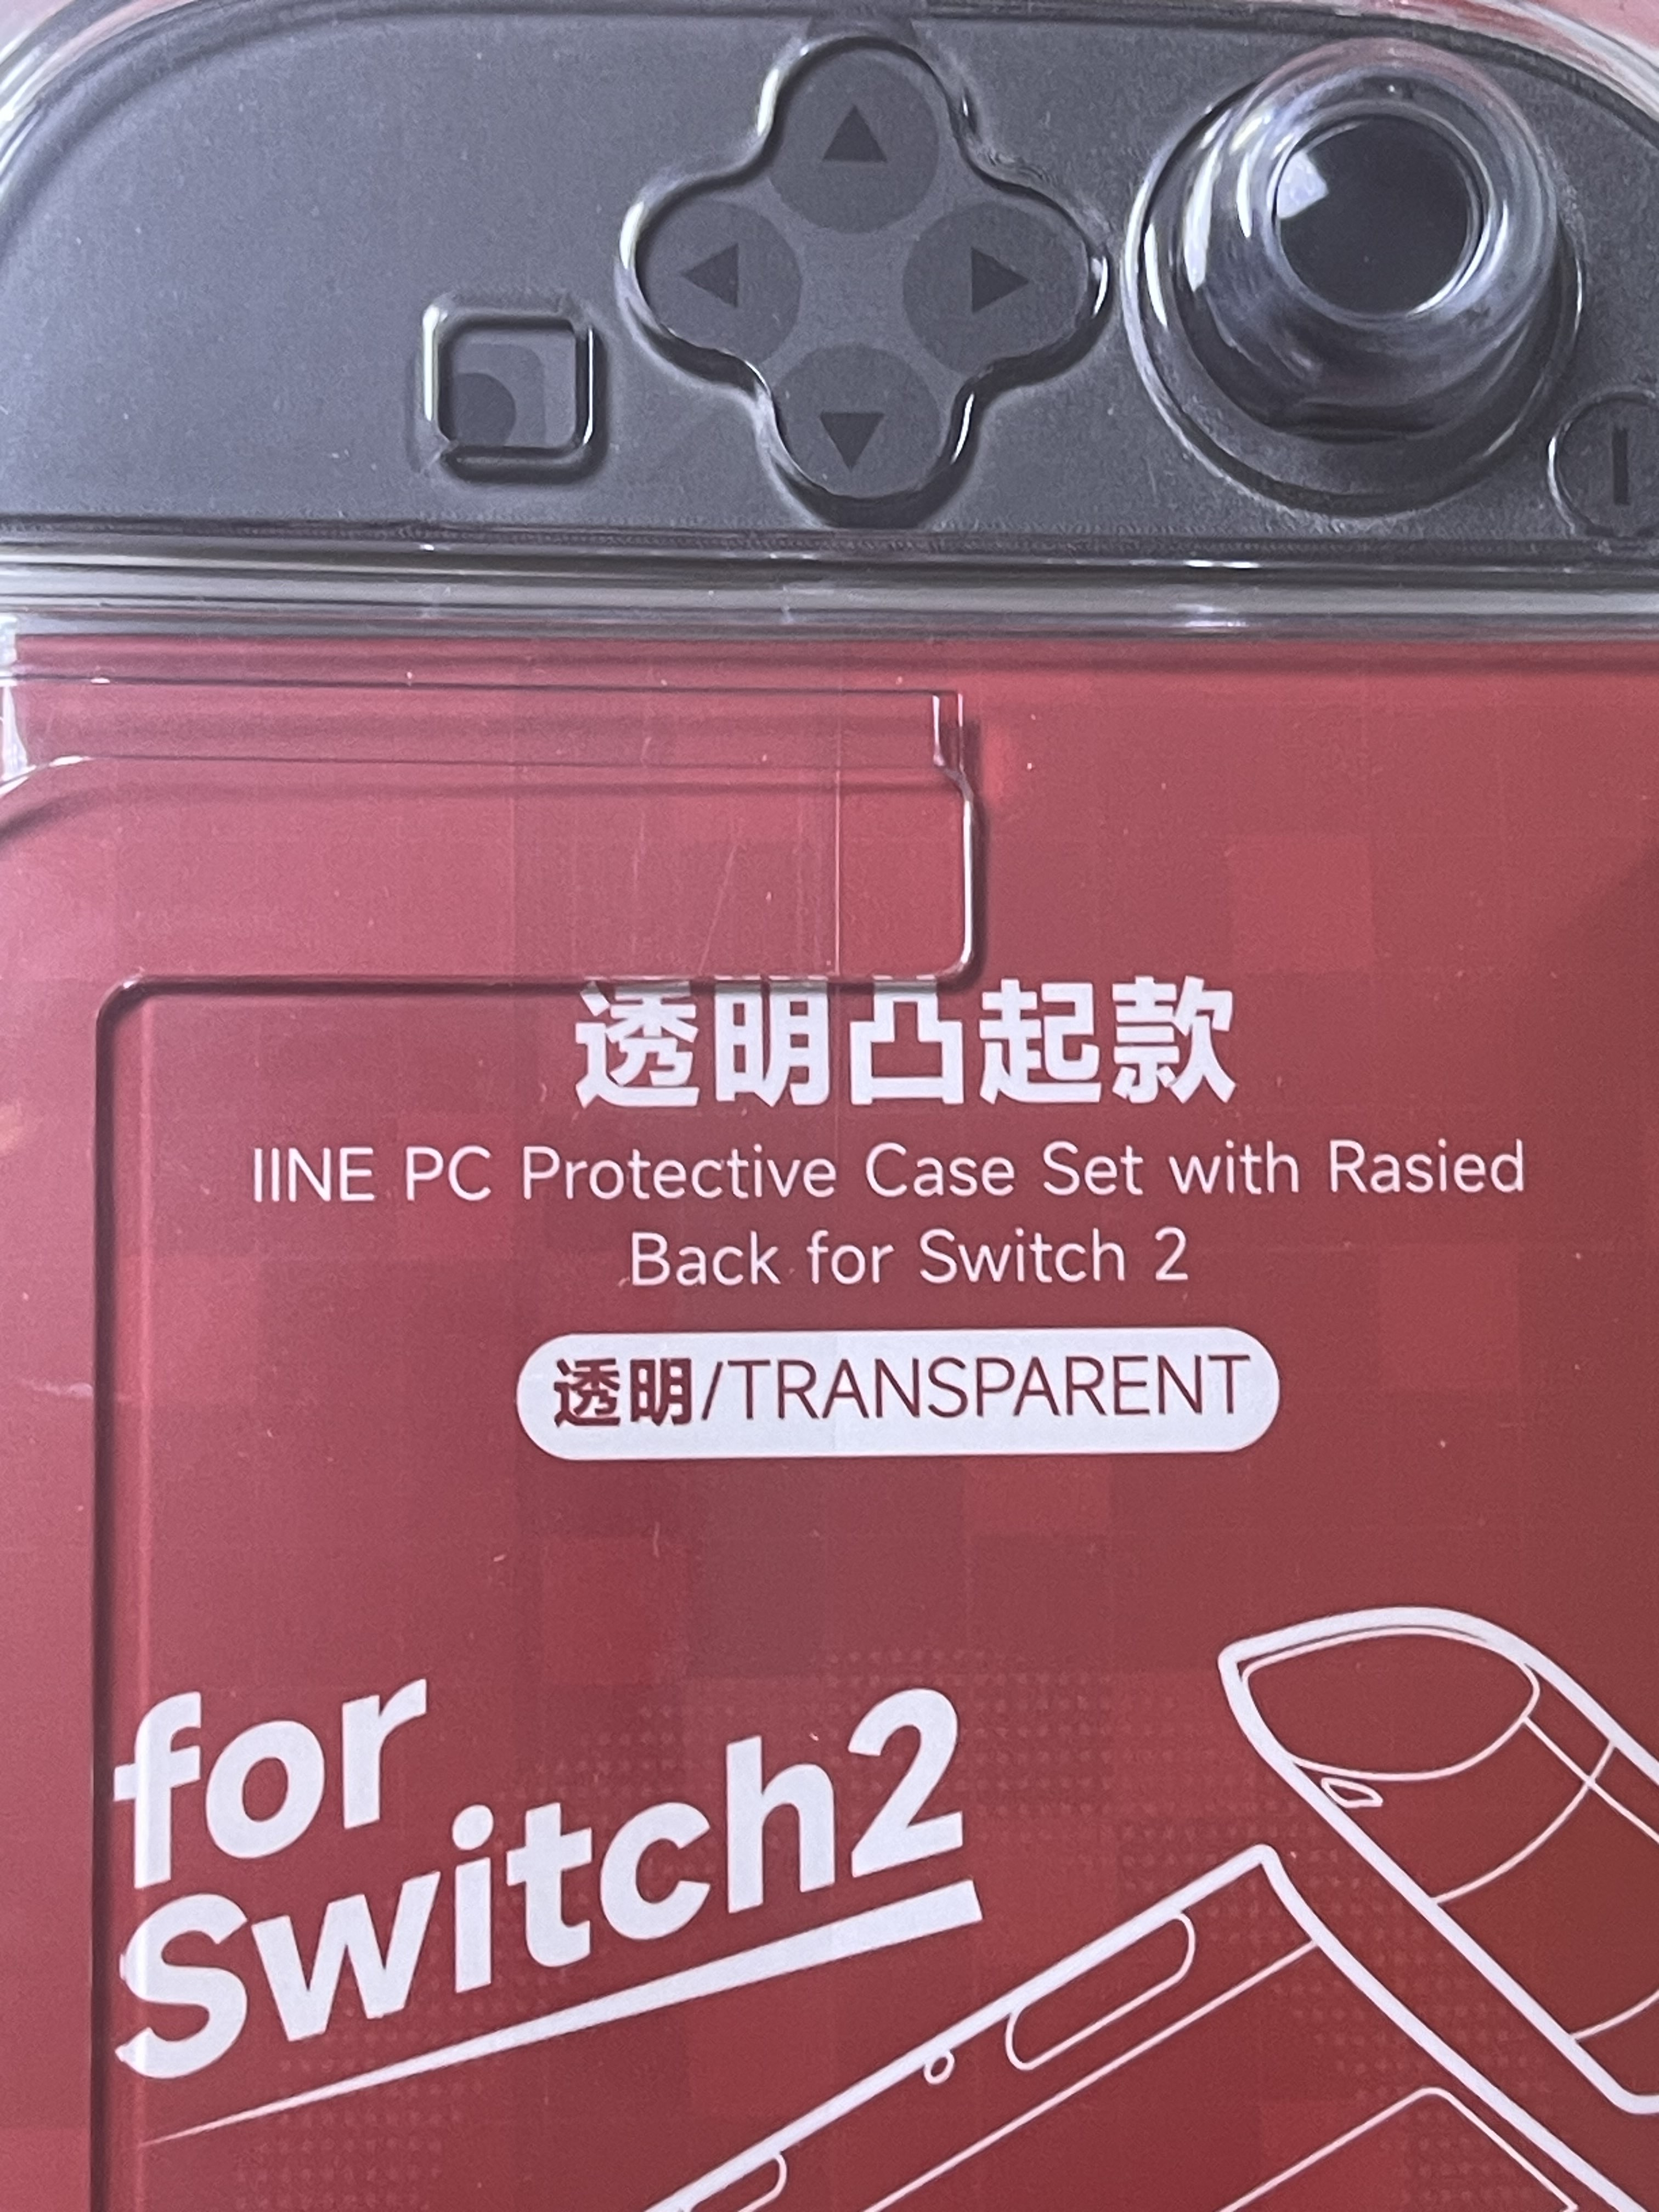 透明凸起款
IINE PC Protective Case Set with Rasied
Back for Switch 2
透明/TRANSPARENT
for
Switch2